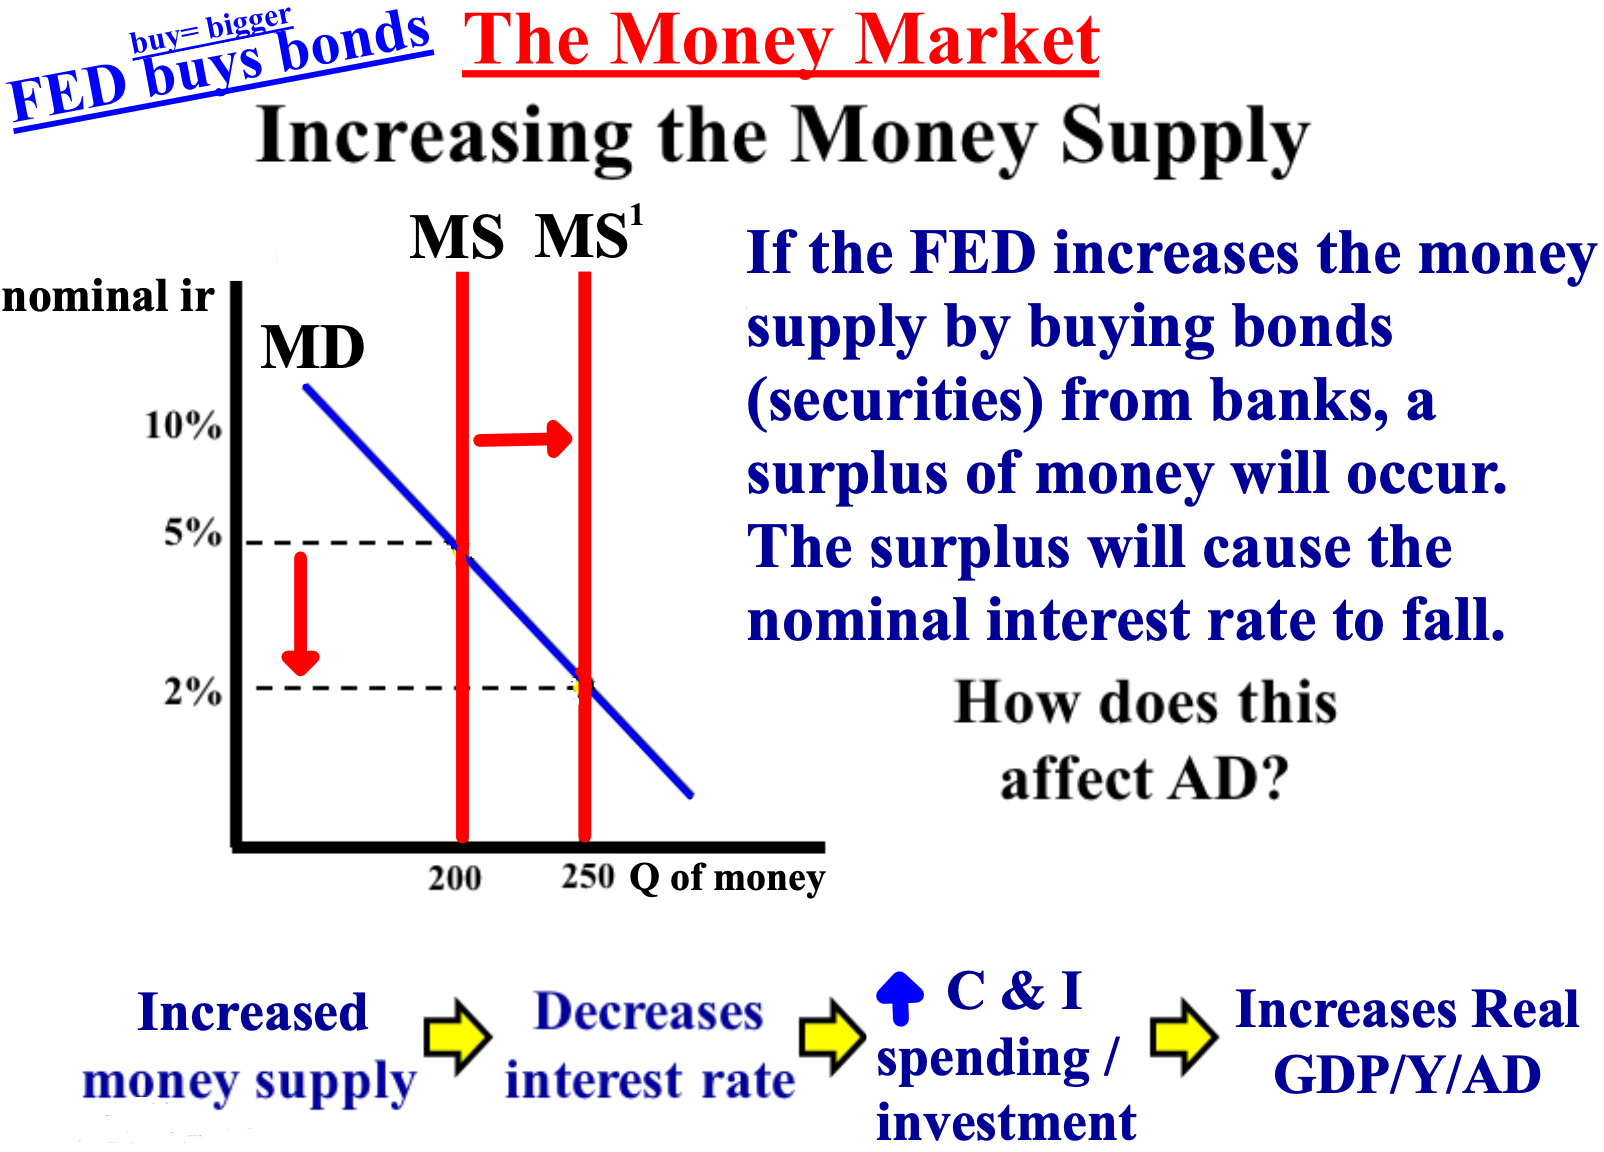 buy= bigger
FED buys bonds
The Money Market
Increasing the Money Supply
MS MS¹
nominal ir
MD
10%
5%
2%
200 250 Q of money
If the FED increases the money
supply by buying bonds
(securities) from banks, a
surplus of money will occur.
The surplus will cause the
nominal interest rate to fall.
How does this
affect AD?
Increased
money supply
Decreases
interest rate
C & I
spending /
investment
Increases Real
GDP/Y/AD